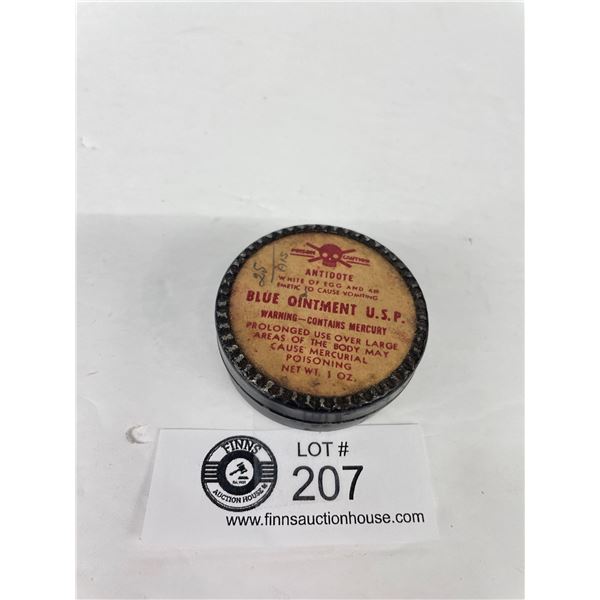 POISON CAUTION
ANTIDOTE
WHITE OF EGG AND AN
EMETIC TO CAUSE VOMITING
BLUE OINTMENT U.S.P.
WARNING—CONTAINS MERCURY
PROLONGED USE OVER LARGE
AREAS OF THE BODY MAY
CAUSE MERCURIAL
POISONING
NET WT. 1 OZ.
25
FINNS
AUCTION HOUSE
LOT #
207
www.finnsauctionhouse.com